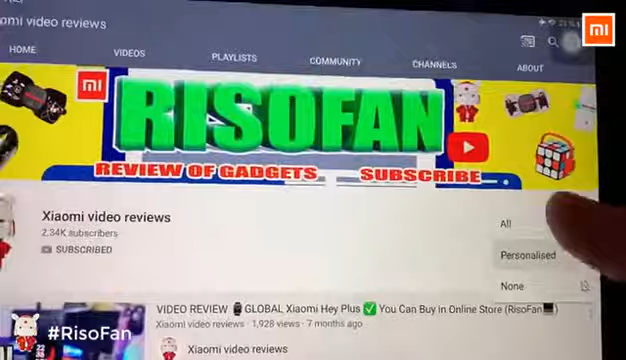 omi video reviews
HOME
VIDEOS
PLAYLISTS
COMMUNITY
CHANNELS
ABOUT
mi
mi
RISOFAN
REVIEW OF GADGETS
SUBSCRIBE
Xiaomi video reviews
2.34K subscribers
SUBSCRIBED
All
Personalised
None
VIDEO REVIEW ⌚GLOBAL Xiaomi Hey Plus ✅ You Can Buy in Online Store (RisoFan
Xiaomi video reviews · 1,928 views · 7 months ago
Xiaomi video reviews
#RisoFan